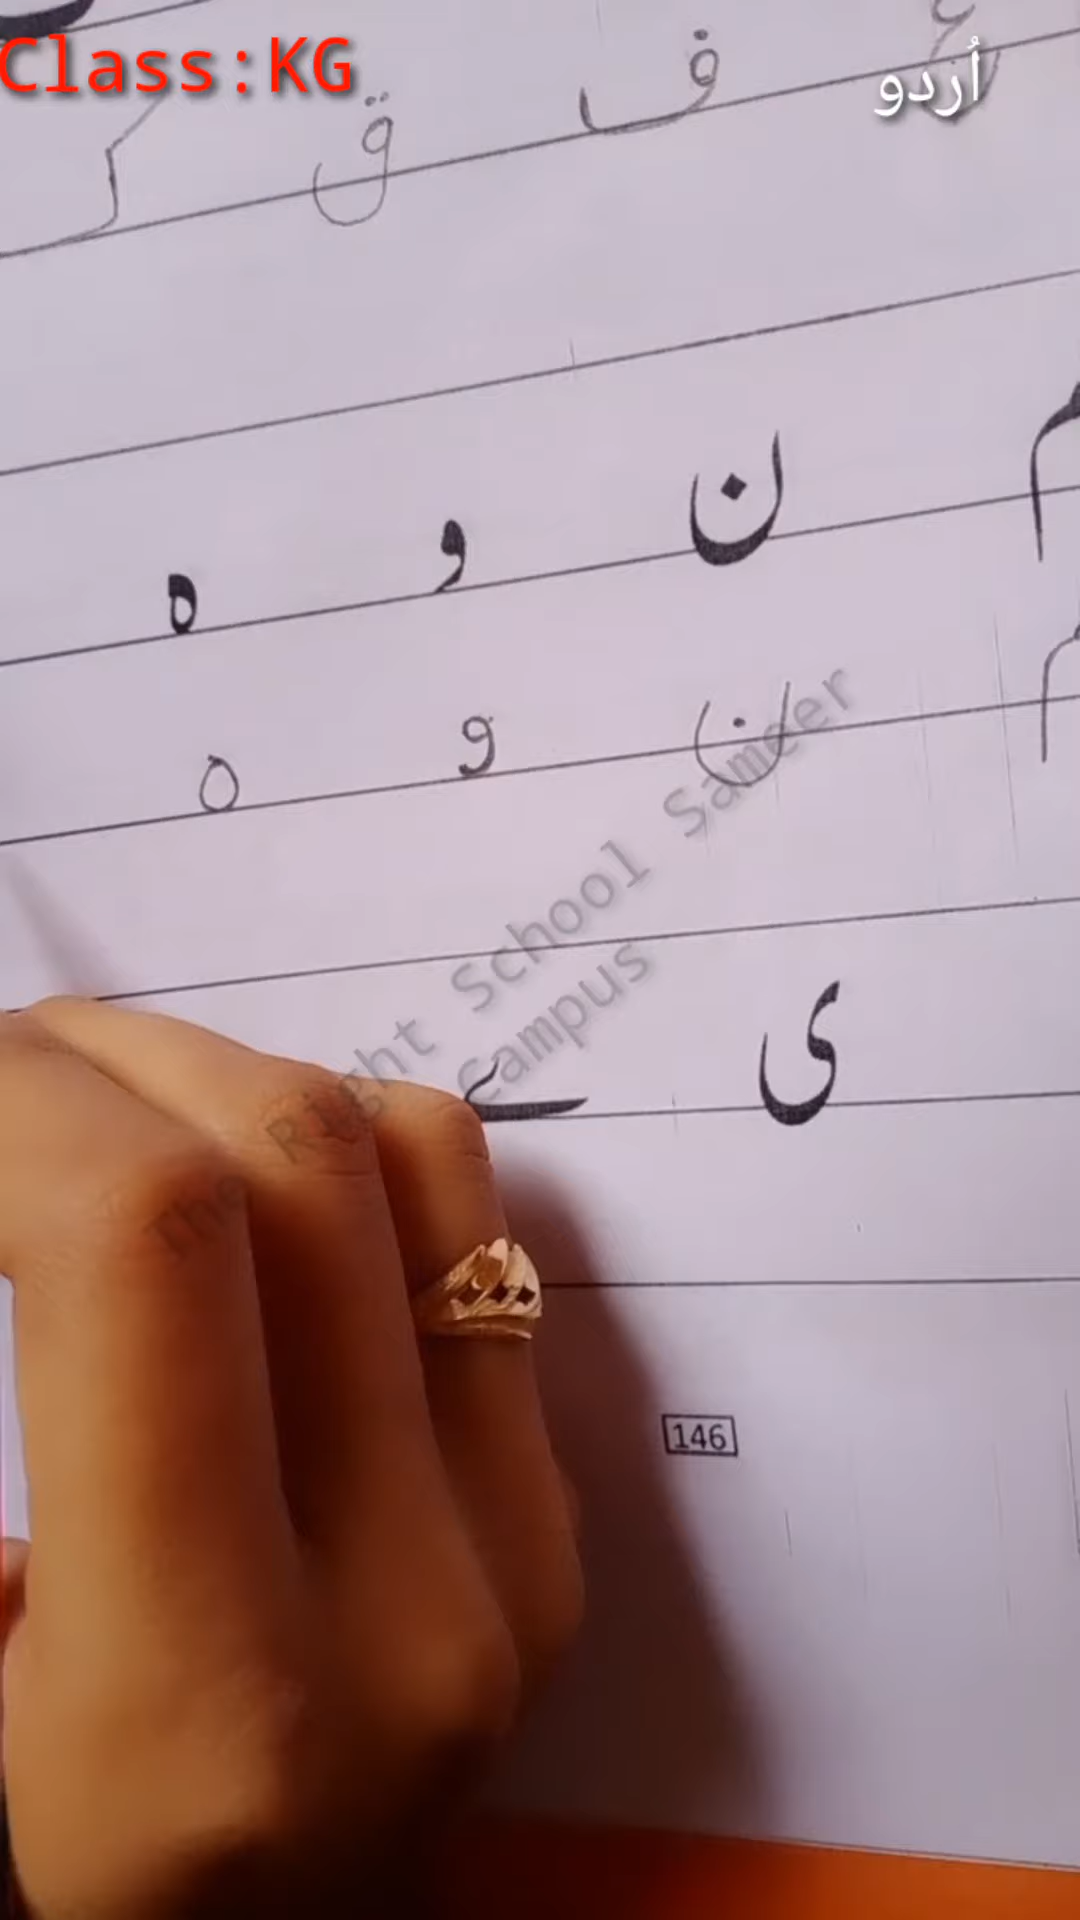 Class:KG
اُردو
ف ق ک
م ن و ہ
م ن و ہ
The Right School Sameer
Campus
ی ے
146